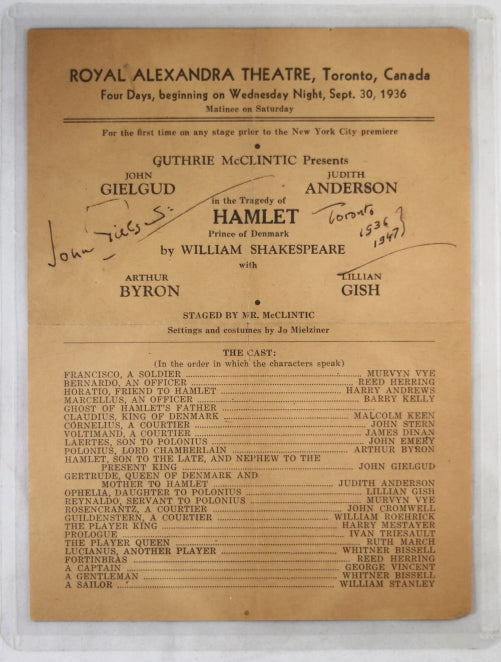 ROYAL ALEXANDRA THEATRE, Toronto, Canada
Four Days, beginning on Wednesday Night, Sept. 30, 1936
Matinee on Saturday
For the first time on any stage prior to the New York City premiere
GUTHRIE McCLINTIC Presents
JOHN GIELGUD
JUDITH ANDERSON
in the Tragedy of
HAMLET
Prince of Denmark
by WILLIAM SHAKESPEARE
with
John Gielgud
Toronto
1936
1947
ARTHUR BYRON
LILLIAN GISH
STAGED BY MR. McCLINTIC
Settings and costumes by Jo Mielziner
THE CAST:
(In the order in which the characters speak)
FRANCISCO, A SOLDIER ........ MURVYN VYE
BERNARDO, AN OFFICER ........ REED HERRING
HORATIO, FRIEND TO HAMLET ........ HARRY ANDREWS
MARCELLUS, AN OFFICER ........ BARRY KELLY
GHOST OF HAMLET'S FATHER ........
CLAUDIUS, KING OF DENMARK ........ MALCOLM KEEN
CORNELIUS, A COURTIER ........ JOHN STERN
VOLTIMAND, A COURTIER ........ JAMES DINAN
LAERTES, SON TO POLONIUS ........ JOHN EMERY
POLONIUS, LORD CHAMBERLAIN ........ ARTHUR BYRON
HAMLET, SON TO THE LATE, AND NEPHEW TO THE
PRESENT KING ........ JOHN GIELGUD
GERTRUDE, QUEEN OF DENMARK AND
MOTHER TO HAMLET ........ JUDITH ANDERSON
OPHELIA, DAUGHTER TO POLONIUS ........ LILLIAN GISH
REYNALDO, SERVANT TO POLONIUS ........ MURVYN VYE
ROSENCRANTZ, A COURTIER ........ JOHN CROMWELL
GUILDENSTERN, A COURTIER ........ WILLIAM ROEHRICK
THE PLAYER KING ........ HARRY MESTAYER
PROLOGUE ........ IVAN TRIESAULT
THE PLAYER QUEEN ........ RUTH MARCH
LUCIANUS, ANOTHER PLAYER ........ WHITNER BISSELL
FORTINBRAS ........ REED HERRING
A CAPTAIN ........ GEORGE VINCENT
A GENTLEMAN ........ WHITNER BISSELL
A SAILOR ........ WILLIAM STANLEY